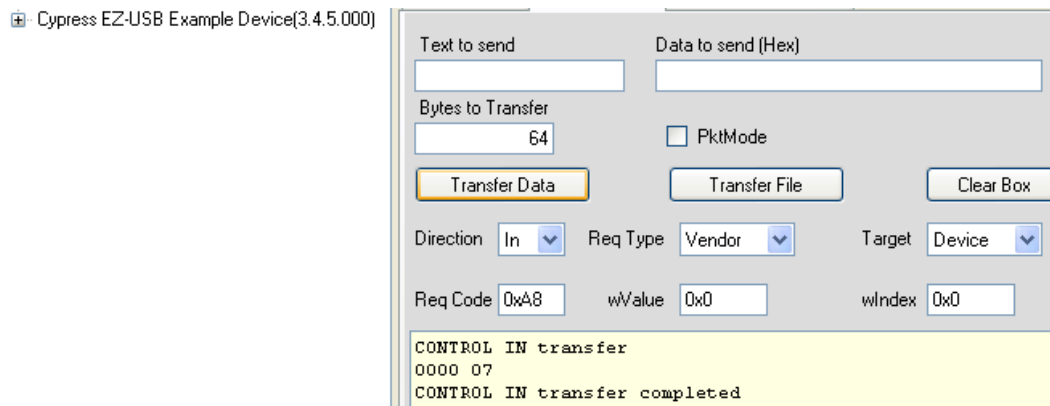 Cypress EZ-USB Example Device(3.4.5.000)
Text to send Data to send (Hex)
Bytes to Transfer
64 PktMode
Transfer Data Transfer File Clear Box
Direction In Req Type Vendor Target Device
Req Code 0xA8 wValue 0x0 wIndex 0x0
CONTROL IN transfer
0000 07
CONTROL IN transfer completed